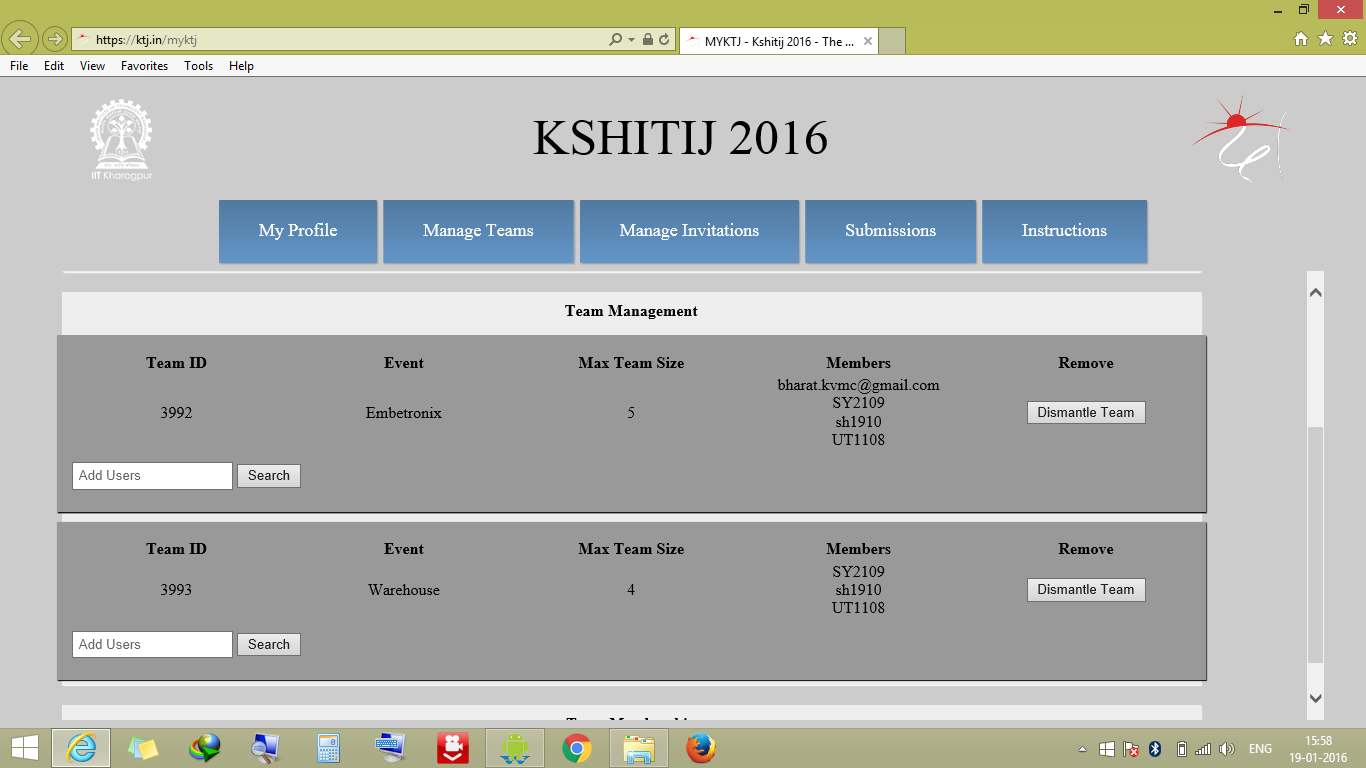 https://ktj.in/myktj
MYKTJ - Kshitij 2016 - The ...
File Edit View Favorites Tools Help
IIT Kharagpur
KSHITIJ 2016
My Profile
Manage Teams
Manage Invitations
Submissions
Instructions
Team Management
Team ID Event Max Team Size Members Remove
bharat.kvmc@gmail.com
SY2109
3992 Embetronix 5 Dismantle Team
sh1910
UT1108
Add Users Search
Team ID Event Max Team Size Members Remove
SY2109
3993 Warehouse 4 sh1910 Dismantle Team
UT1108
Add Users Search
ENG
15:58
19-01-2016